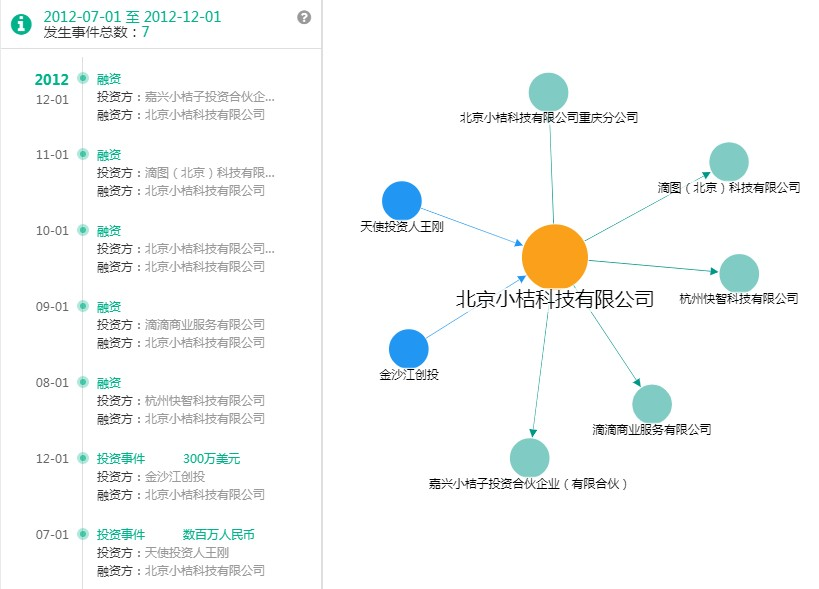 2012-07-01 至 2012-12-01
发生事件总数：7
2012
12-01
融资
投资方：嘉兴小桔子投资合伙企...
融资方：北京小桔科技有限公司
11-01
融资
投资方：滴图（北京）科技有限...
融资方：北京小桔科技有限公司
10-01
融资
投资方：北京小桔科技有限公司...
融资方：北京小桔科技有限公司
09-01
融资
投资方：滴滴商业服务有限公司
融资方：北京小桔科技有限公司
08-01
融资
投资方：杭州快智科技有限公司
融资方：北京小桔科技有限公司
12-01
投资事件 300万美元
投资方：金沙江创投
融资方：北京小桔科技有限公司
07-01
投资事件 数百万人民币
投资方：天使投资人王刚
融资方：北京小桔科技有限公司
北京小桔科技有限公司重庆分公司
滴图（北京）科技有限公司
天使投资人王刚
北京小桔科技有限公司
杭州快智科技有限公司
金沙江创投
滴滴商业服务有限公司
嘉兴小桔子投资合伙企业（有限合伙）